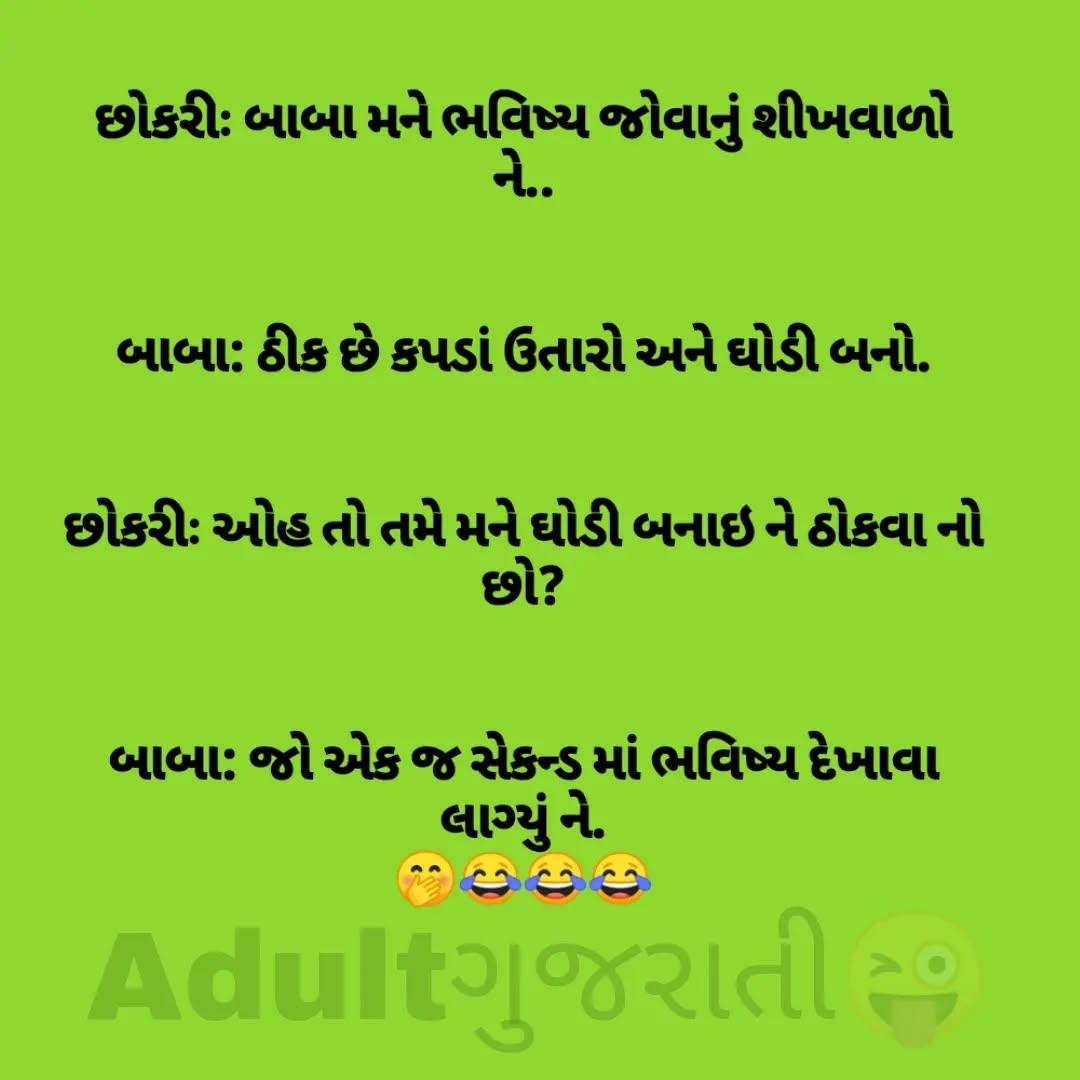 છોકરીઃ બાબા મને ભવિષ્ય જોવાનું શીખવાળો
ને..
બાબા: ઠીક છે કપડાં ઉતારો અને ઘોડી બનો.
છોકરીઃ ઓહ તો તમે મને ઘોડી બનાઇ ને ઠોકવા નો
છો?
બાબા: જો એક જ સેકન્ડ માં ભવિષ્ય દેખાવા
લાગ્યું ને.
🤭😂😂😂
Adultગુજરાતી😜